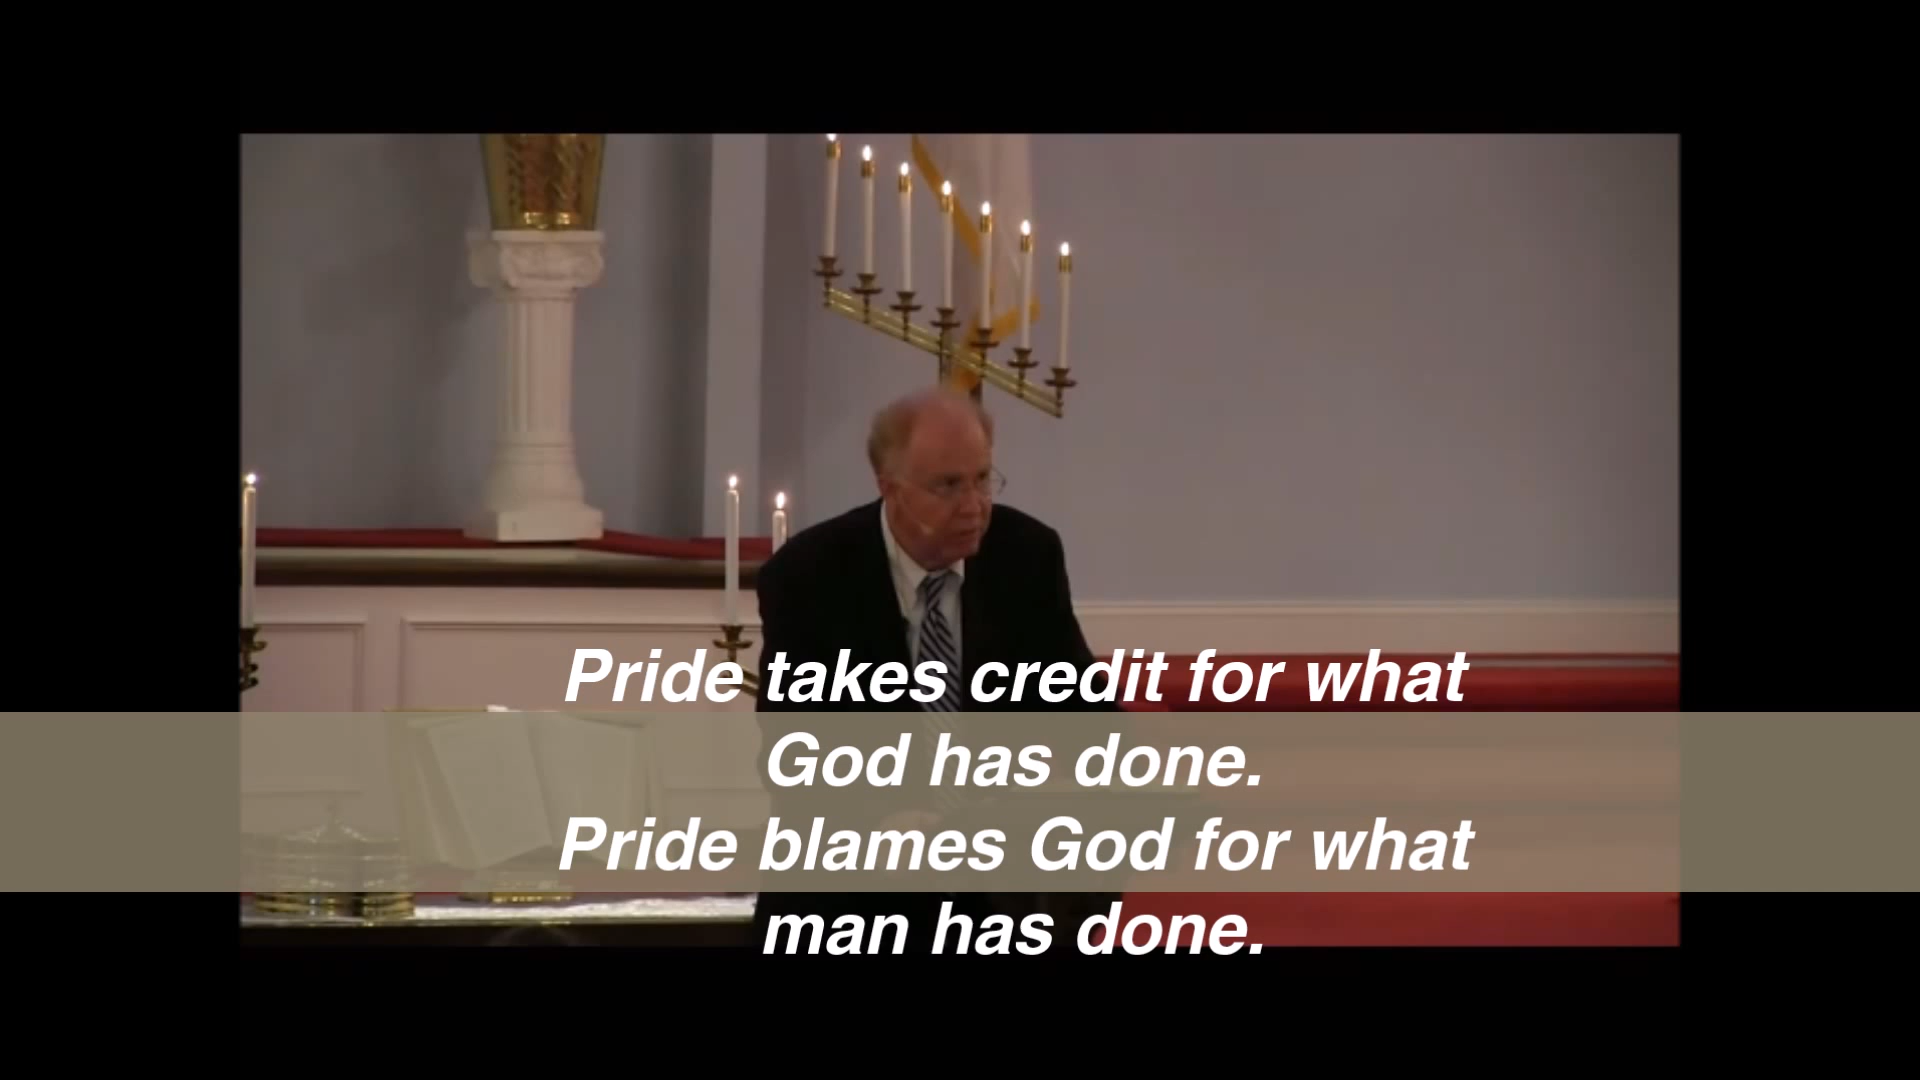 Pride takes credit for what
God has done.
Pride blames God for what
man has done.